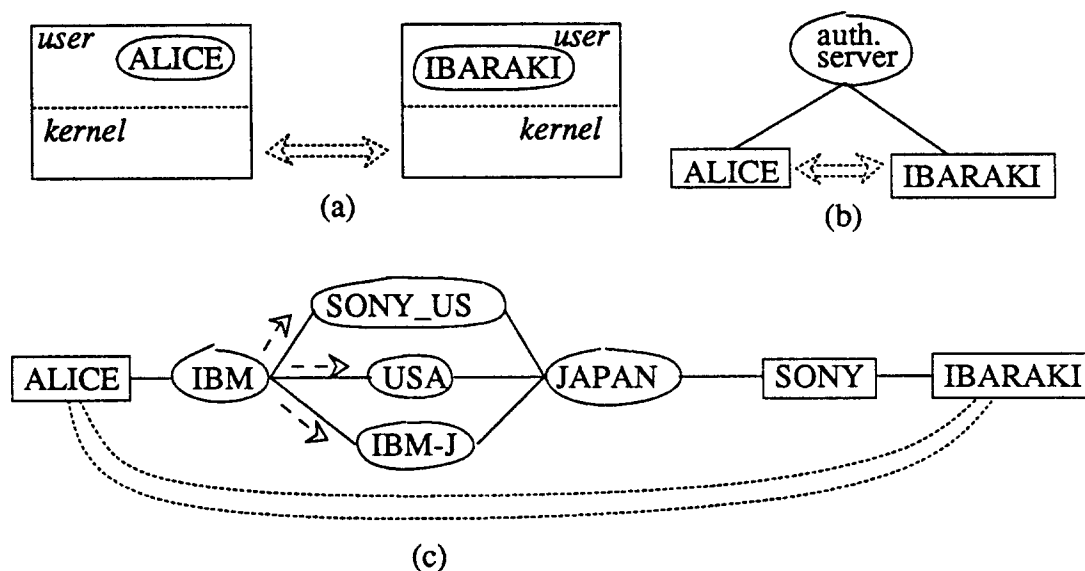 user
ALICE
kernel
user
IBARAKI
kernel
(a)
auth.
server
ALICE
IBARAKI
(b)
SONY_US
ALICE
IBM
USA
JAPAN
SONY
IBARAKI
IBM-J
(c)